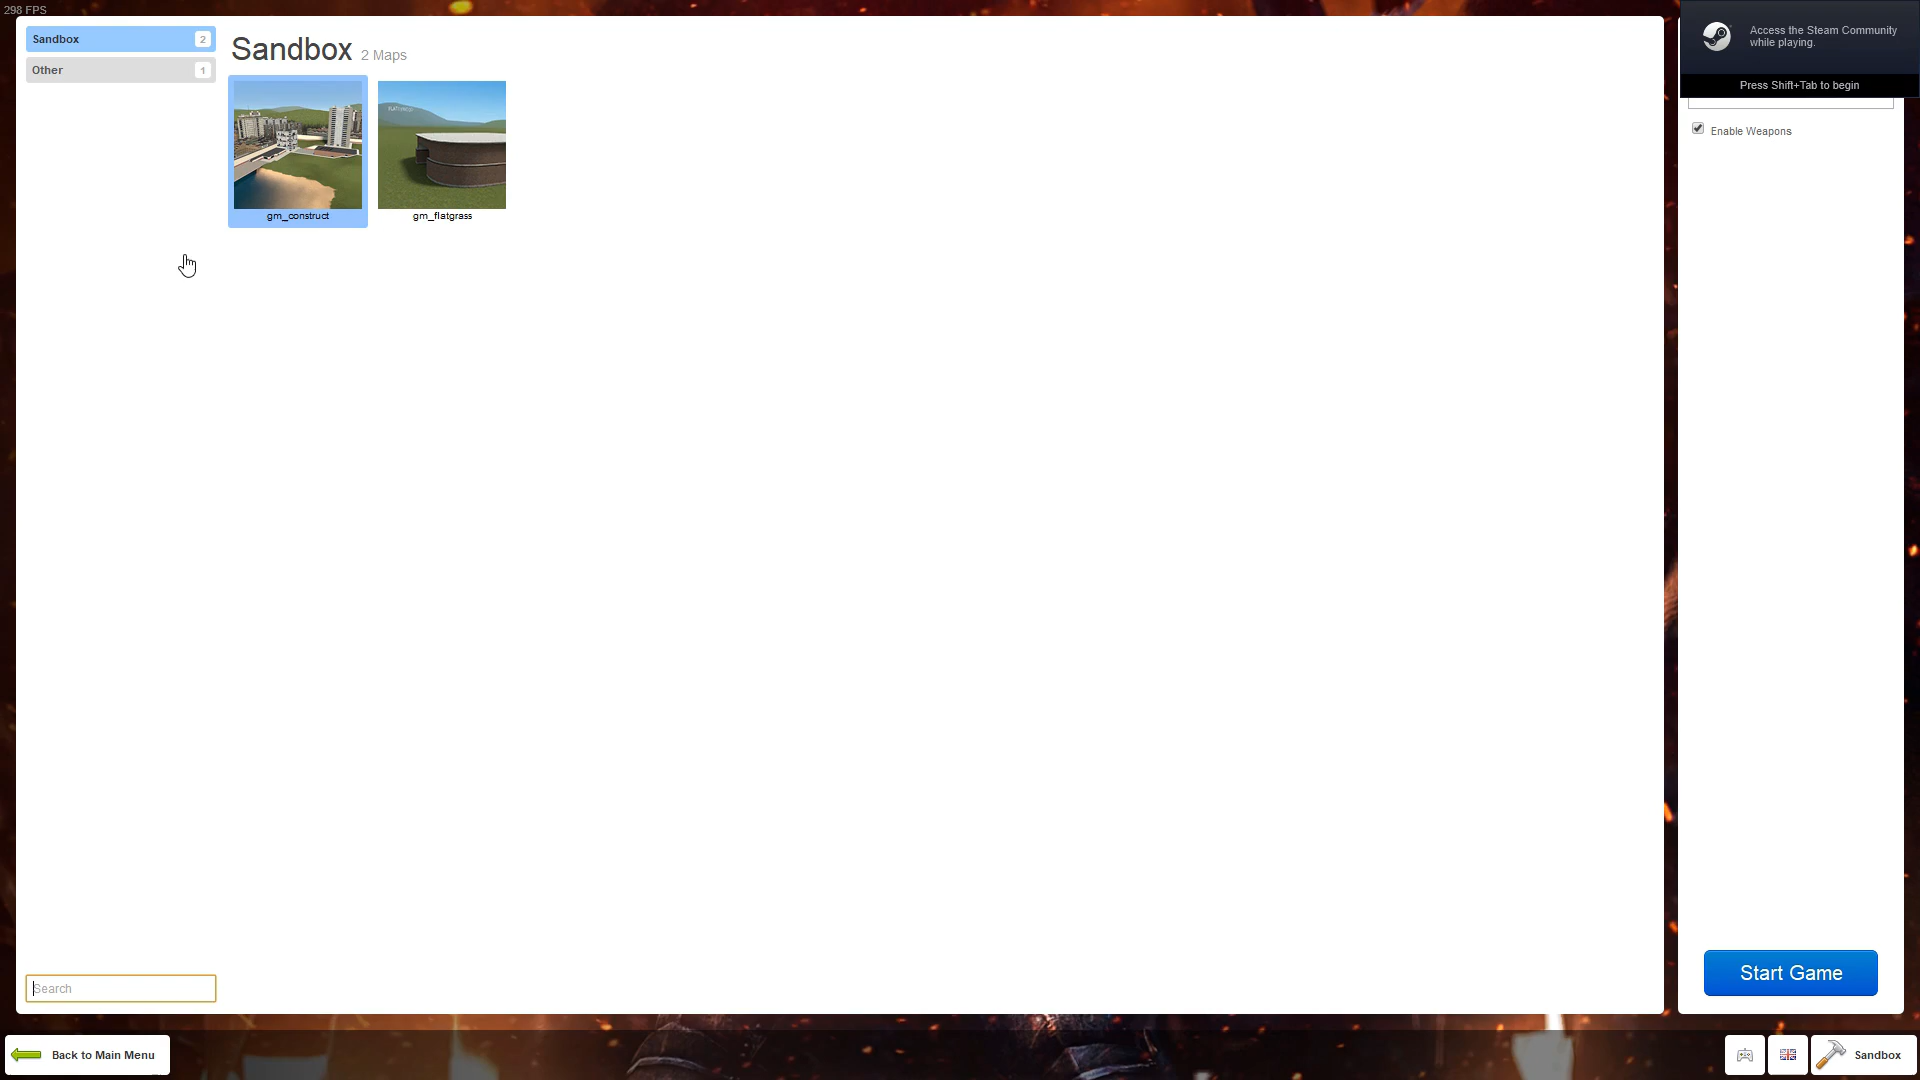 298 FPS
Sandbox 2
Other 1
Sandbox 2 Maps
gm_construct
gm_flatgrass
Access the Steam Community
while playing.
Press Shift+Tab to begin
Enable Weapons
Start Game
Search
Back to Main Menu
Sandbox